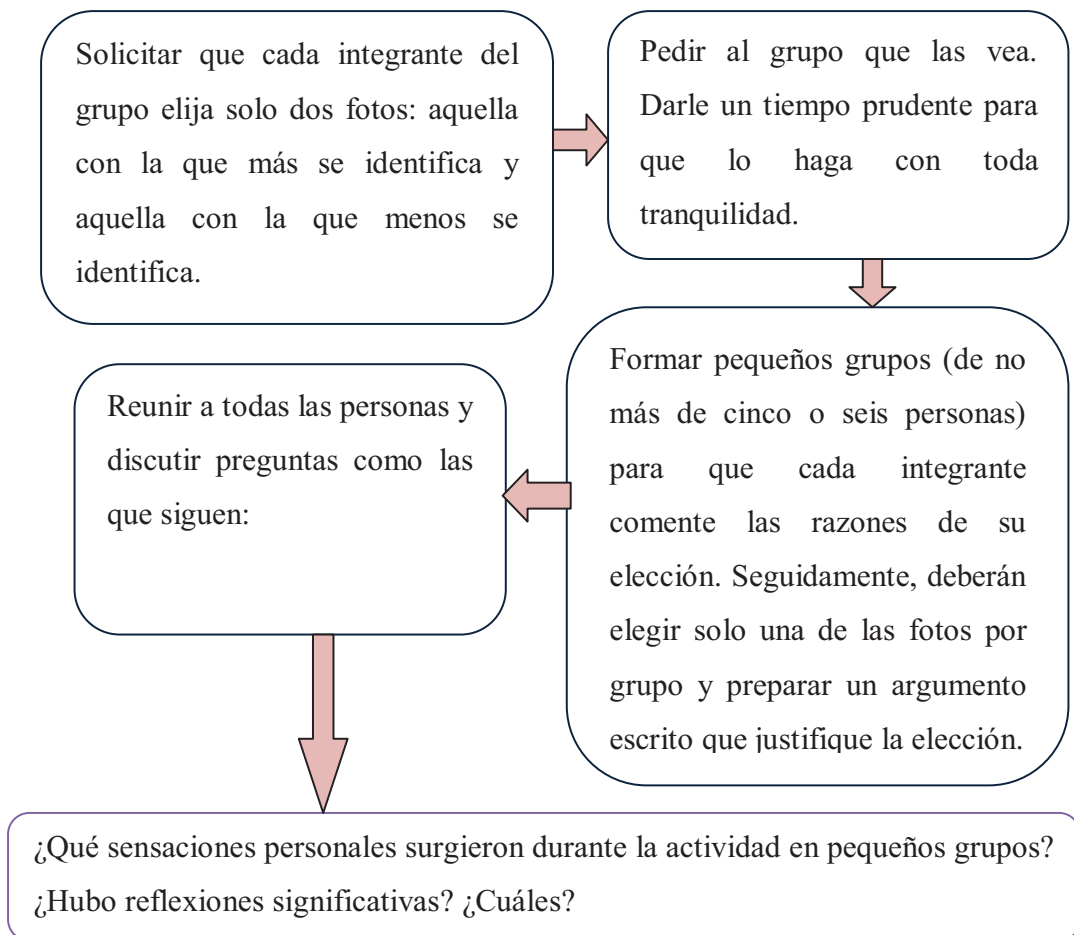 Solicitar que cada integrante del
grupo elija solo dos fotos: aquella
con la que más se identifica y
aquella con la que menos se
identifica.
Pedir al grupo que las vea.
Darle un tiempo prudente para
que lo haga con toda
tranquilidad.
Formar pequeños grupos (de no
más de cinco o seis personas)
para que cada integrante
comente las razones de su
elección. Seguidamente, deberán
elegir solo una de las fotos por
grupo y preparar un argumento
escrito que justifique la elección.
Reunir a todas las personas y
discutir preguntas como las
que siguen:
¿Qué sensaciones personales surgieron durante la actividad en pequeños grupos?
¿Hubo reflexiones significativas? ¿Cuáles?